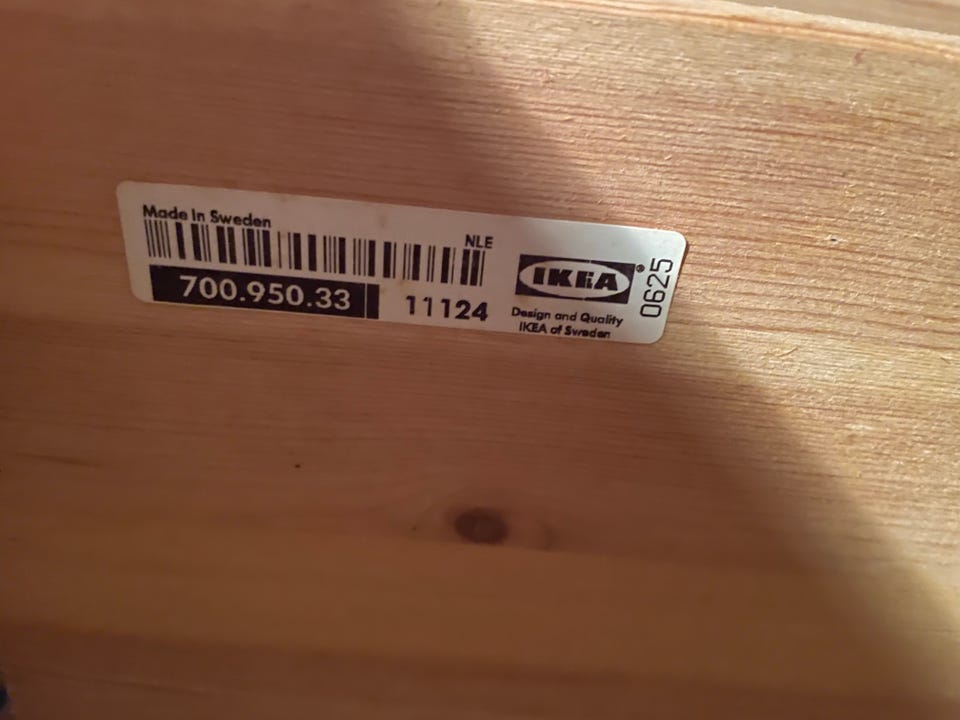 Made in Sweden
NLE
700.950.33
11124
IKEA®
Design and Quality
IKEA of Sweden
0625